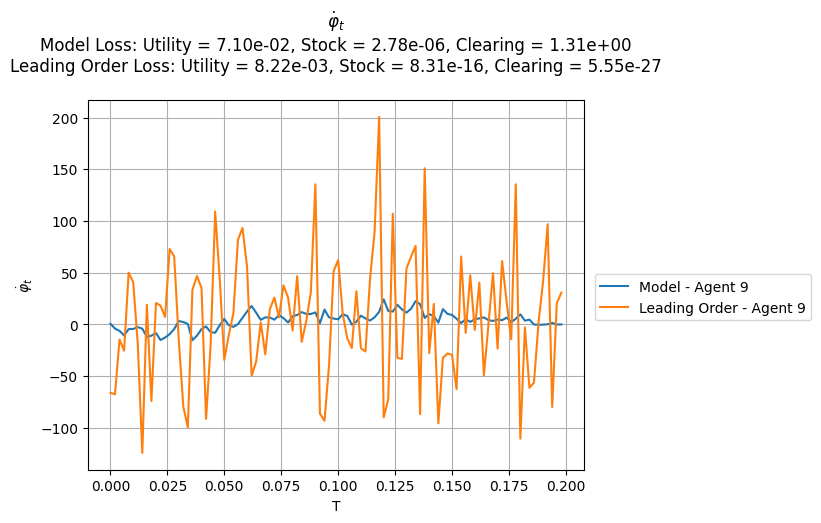 φ̇ₜ
Model Loss: Utility = 7.10e-02, Stock = 2.78e-06, Clearing = 1.31e+00
Leading Order Loss: Utility = 8.22e-03, Stock = 8.31e-16, Clearing = 5.55e-27
φ̇ₜ
200
150
100
50
0
−50
−100
0.000 0.025 0.050 0.075 0.100 0.125 0.150 0.175 0.200
T
Model - Agent 9
Leading Order - Agent 9